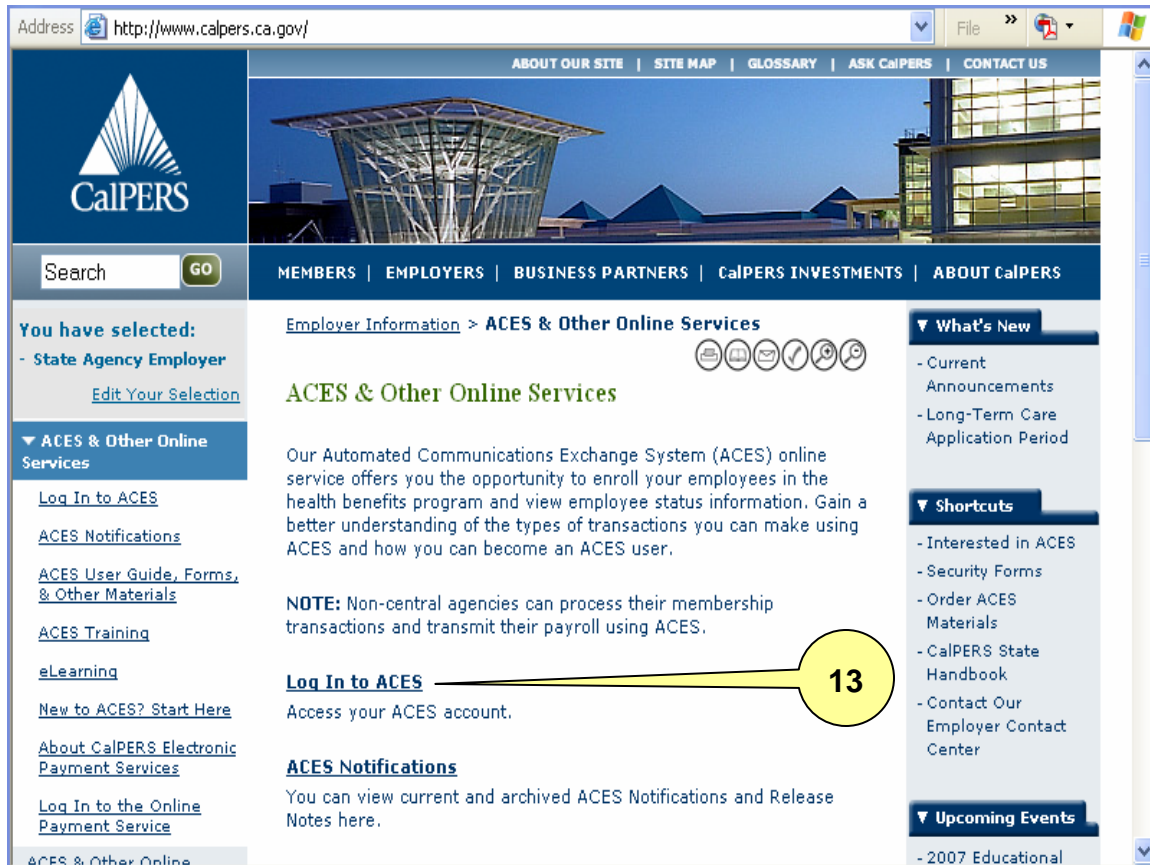 Address http://www.calpers.ca.gov/ File »
ABOUT OUR SITE | SITE MAP | GLOSSARY | ASK CalPERS | CONTACT US
CalPERS
Search GO
MEMBERS | EMPLOYERS | BUSINESS PARTNERS | CalPERS INVESTMENTS | ABOUT CalPERS
You have selected:
- State Agency Employer
Edit Your Selection
▼ ACES & Other Online
Services
Log In to ACES
ACES Notifications
ACES User Guide, Forms,
& Other Materials
ACES Training
eLearning
New to ACES? Start Here
About CalPERS Electronic
Payment Services
Log In to the Online
Payment Service
ACES & Other Online
Employer Information > ACES & Other Online Services
ACES & Other Online Services
Our Automated Communications Exchange System (ACES) online
service offers you the opportunity to enroll your employees in the
health benefits program and view employee status information. Gain a
better understanding of the types of transactions you can make using
ACES and how you can become an ACES user.
NOTE: Non-central agencies can process their membership
transactions and transmit their payroll using ACES.
Log In to ACES
13
Access your ACES account.
ACES Notifications
You can view current and archived ACES Notifications and Release
Notes here.
▼ What's New
- Current
Announcements
- Long-Term Care
Application Period
▼ Shortcuts
- Interested in ACES
- Security Forms
- Order ACES
Materials
- CalPERS State
Handbook
- Contact Our
Employer Contact
Center
▼ Upcoming Events
- 2007 Educational